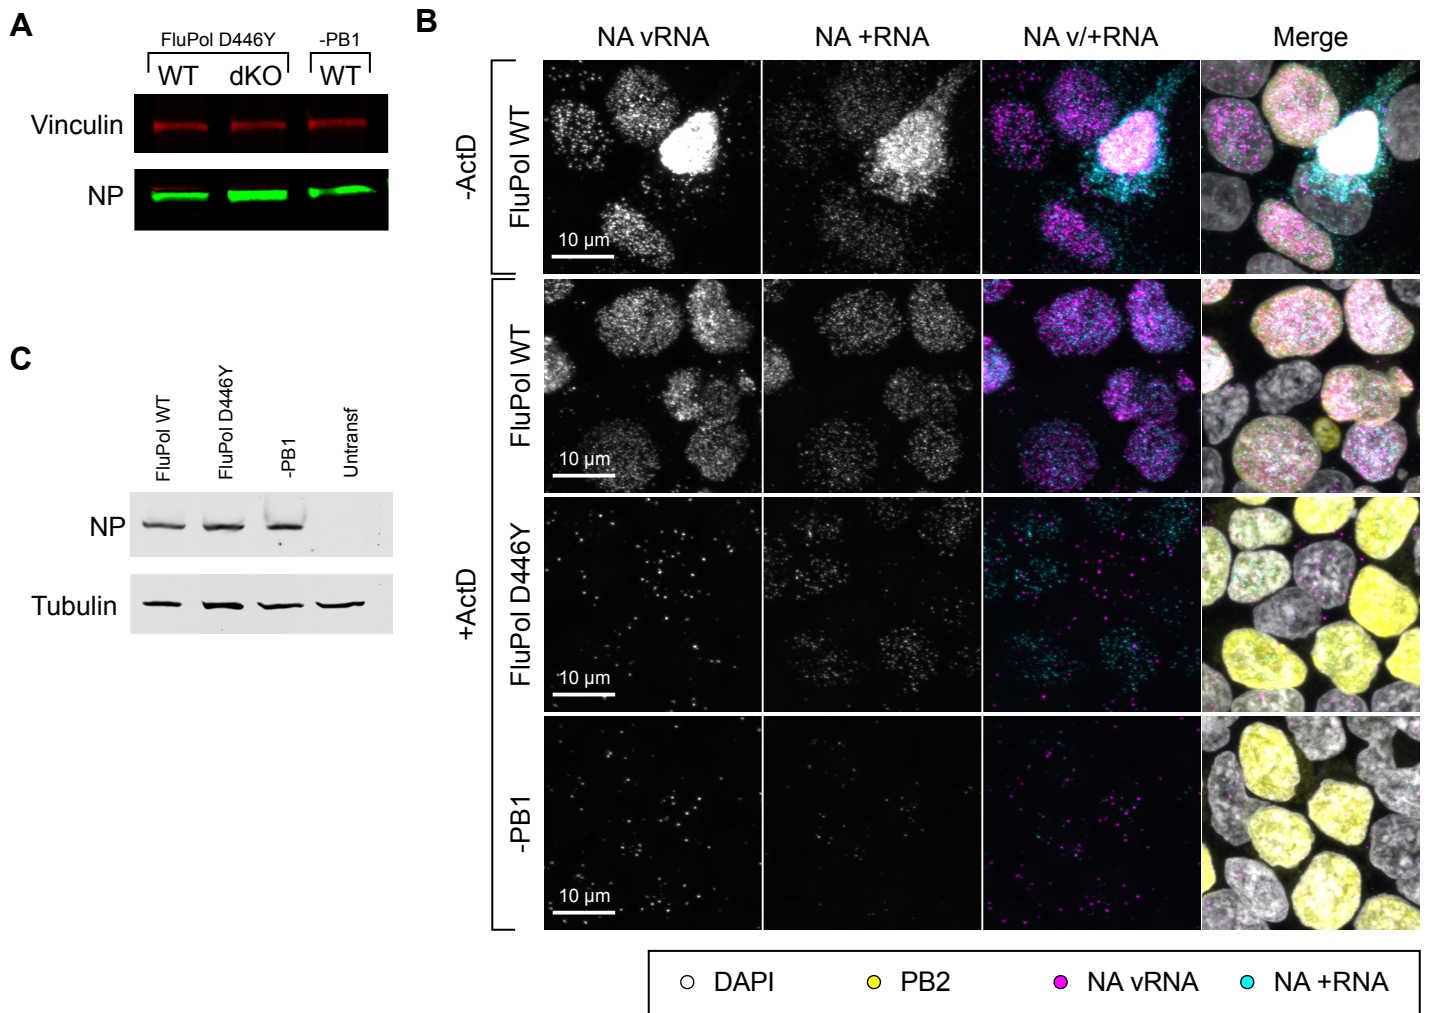 A
FluPol D446Y
-PB1
WT
dKO
WT
Vinculin
NP
B
NA vRNA
NA +RNA
NA v/+RNA
Merge
-ActD
FluPol WT
10 µm
+ActD
FluPol WT
10 µm
FluPol D446Y
10 µm
-PB1
10 µm
DAPI
PB2
NA vRNA
NA +RNA
C
FluPol WT
FluPol D446Y
-PB1
Untransf
NP
Tubulin